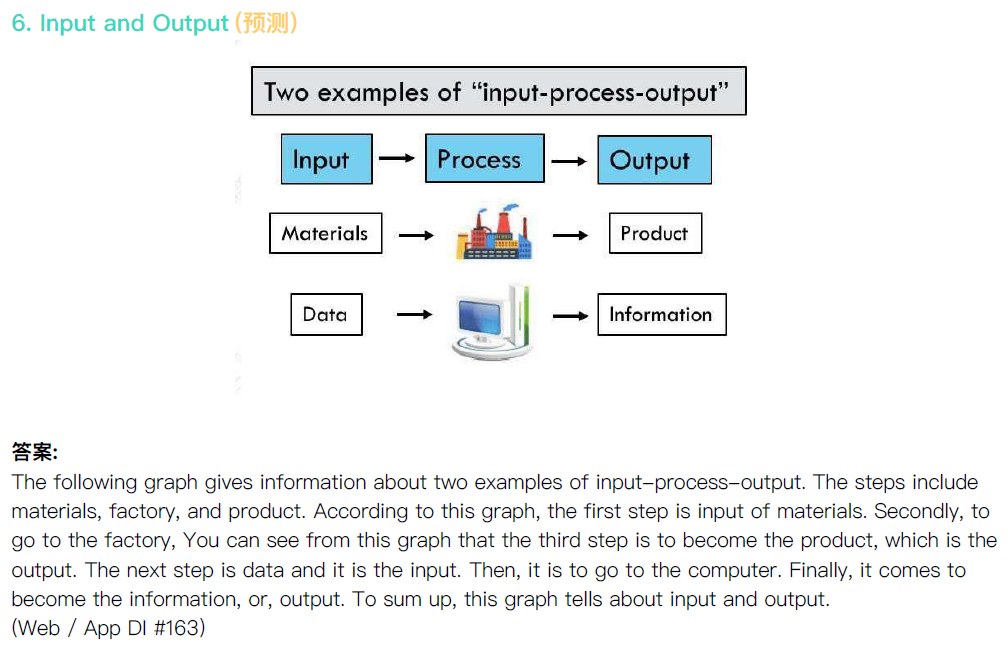 6. Input and Output (预测)
Two examples of “input-process-output”
Input
Process
Output
Materials
Product
Data
Information
答案:
The following graph gives information about two examples of input-process-output. The steps include
materials, factory, and product. According to this graph, the first step is input of materials. Secondly, to
go to the factory, You can see from this graph that the third step is to become the product, which is the
output. The next step is data and it is the input. Then, it is to go to the computer. Finally, it comes to
become the information, or, output. To sum up, this graph tells about input and output.
(Web / App DI #163)